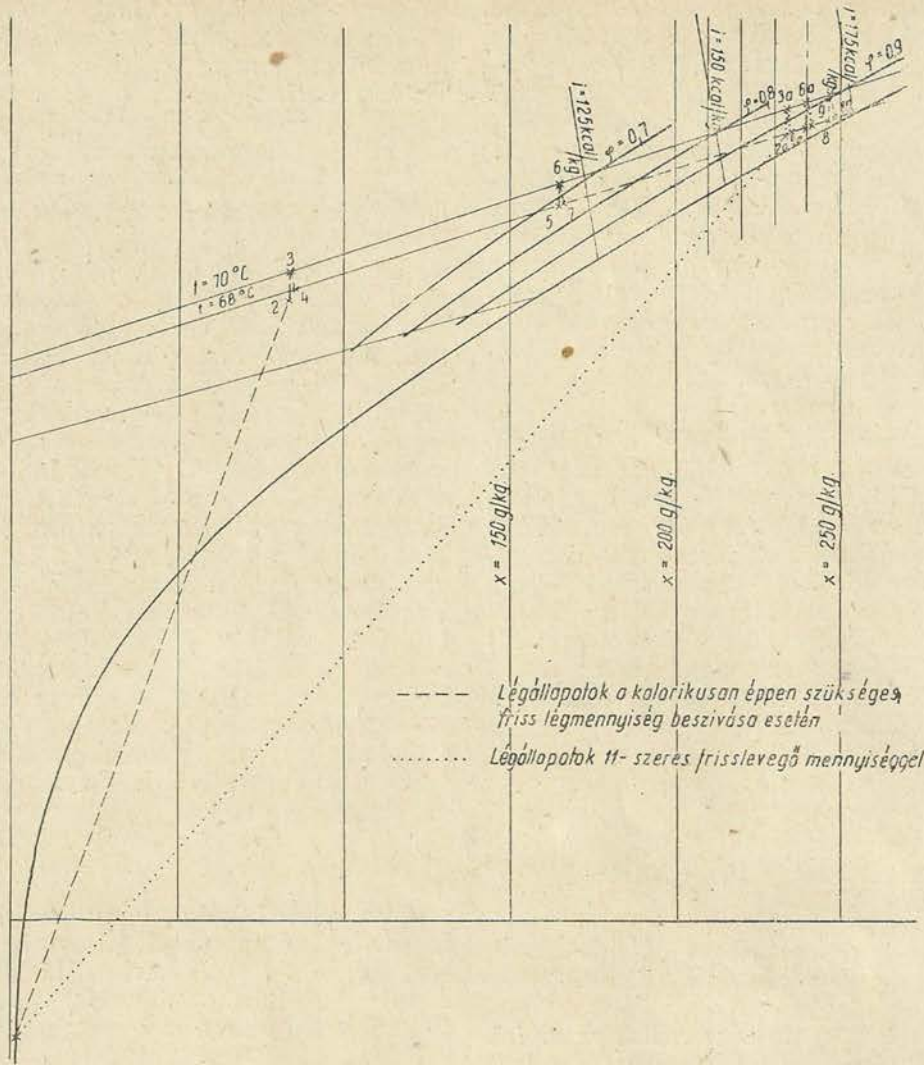 i=125 kcal/kg
φ=0,7
i=150 kcal/k
φ=0,8
3a
6a
i=175 kcal/kg
φ=0,9
9
8
6
5
7
t=70°C
3
t=68°C
2
4
x = 150 g/kg.
x = 200 g/kg.
x = 250 g/kg.
Légállapotok a kalorikusan éppen szükséges,
friss légmennyiség beszivása esetén
Légállapotok 11-szeres frisslevegő mennyiséggel